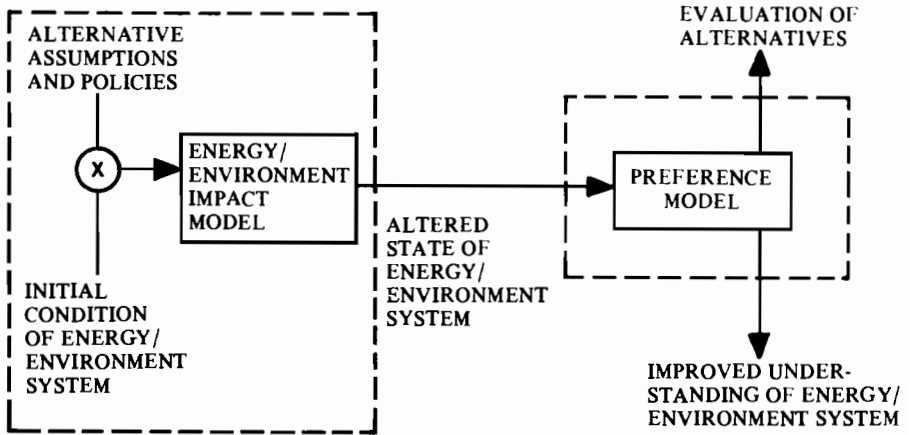 ALTERNATIVE
ASSUMPTIONS
AND POLICIES
X
ENERGY/
ENVIRONMENT
IMPACT
MODEL
INITIAL
CONDITION
OF ENERGY/
ENVIRONMENT
SYSTEM
ALTERED
STATE OF
ENERGY/
ENVIRONMENT
SYSTEM
EVALUATION OF
ALTERNATIVES
PREFERENCE
MODEL
IMPROVED UNDER-
STANDING OF ENERGY/
ENVIRONMENT SYSTEM